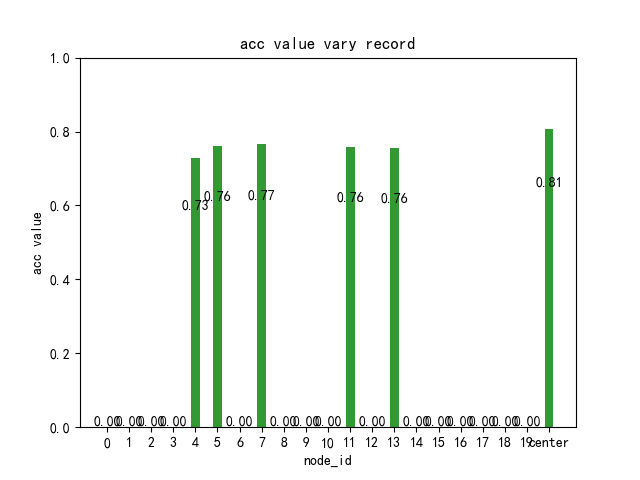 acc value vary record
acc value
1.0
0.8
0.6
0.4
0.2
0.0
0.00 0.00 0.00 0.00 0.73 0.76 0.00 0.77 0.00 0.00 0.00 0.76 0.00 0.76 0.00 0.00 0.00 0.00 0.00 0.00 0.81
0 1 2 3 4 5 6 7 8 9 10 11 12 13 14 15 16 17 18 19 center
node_id